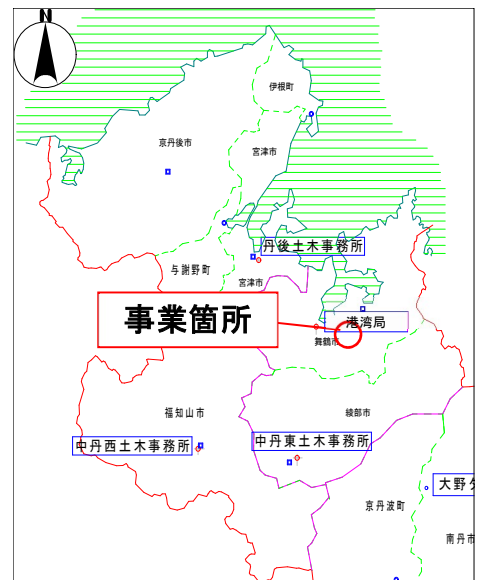 N
伊根町
京丹後市
宮津市
丹後土木事務所
与謝野町
宮津市
事業箇所
港湾局
舞鶴市
福知山市
綾部市
中丹西土木事務所
中丹東土木事務所
大野ダ
京丹波町
南丹市